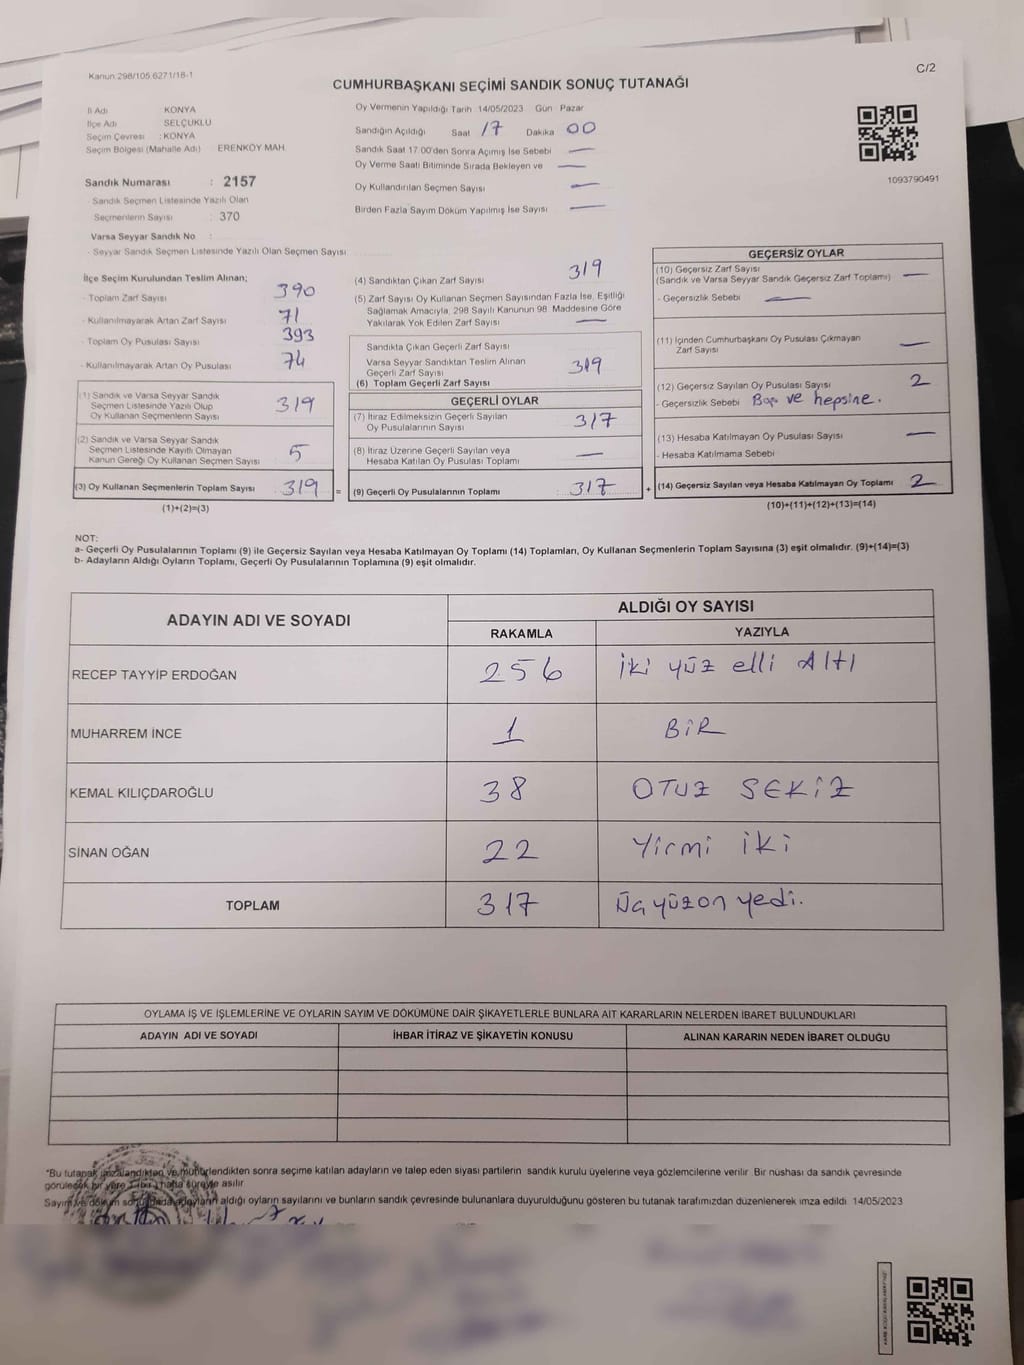 Kanun 298/105 6271/18-1
C/2
CUMHURBAŞKANI SEÇİMİ SANDIK SONUÇ TUTANAĞI
İl Adı : KONYA
İlçe Adı : SELÇUKLU
Seçim Çevresi : KONYA
Seçim Bölgesi (Mahalle Adı) ERENKÖY MAH
Sandık Numarası : 2157
- Sandık Seçmen Listesinde Yazılı Olan
Seçmenlerin Sayısı : 370
Varsa Seyyar Sandık No :
- Seyyar Sandık Seçmen Listesinde Yazılı Olan Seçmen Sayısı
Oy Vermenin Yapıldığı Tarih 14/05/2023 Gün Pazar
Sandığın Açıldığı Saat 17 Dakika 00
Sandık Saat 17.00'den Sonra Açımış İse Sebebi —
Oy Verme Saati Bitiminde Sırada Bekleyen ve —
Oy Kullandırılan Seçmen Sayısı —
Birden Fazla Sayım Döküm Yapılmış İse Sayısı —
1093790491
İlçe Seçim Kurulundan Teslim Alınan;
- Toplam Zarf Sayısı 390
- Kullanılmayarak Artan Zarf Sayısı 71
- Toplam Oy Pusulası Sayısı 393
- Kullanılmayarak Artan Oy Pusulası 74
(1) Sandık ve Varsa Seyyar Sandık
Seçmen Listesinde Yazılı Olup
Oy Kullanan Seçmenlerin Sayısı 319
(2) Sandık ve Varsa Seyyar Sandık
Seçmen Listesinde Kayıtlı Olmayan
Kanun Gereği Oy Kullanan Seçmen Sayısı 5
(3) Oy Kullanan Seçmenlerin Toplam Sayısı 319
(1)+(2)=(3)
(4) Sandıktan Çıkan Zarf Sayısı 319
(5) Zarf Sayısı Oy Kullanan Seçmen Sayısından Fazla İse, Eşitliği
Sağlamak Amacıyla, 298 Sayılı Kanunun 98. Maddesine Göre
Yakılarak Yok Edilen Zarf Sayısı —
Sandıkta Çıkan Geçerli Zarf Sayısı
Varsa Seyyar Sandıktan Teslim Alınan
Geçerli Zarf Sayısı 319
(6) Toplam Geçerli Zarf Sayısı
GEÇERLİ OYLAR
(7) İtiraz Edilmeksizin Geçerli Sayılan
Oy Pusulalarının Sayısı 317
(8) İtiraz Üzerine Geçerli Sayılan veya
Hesaba Katılan Oy Pusulası Toplamı —
= (9) Geçerli Oy Pusulalarının Toplamı : 317
GEÇERSİZ OYLAR
(10) Geçersiz Zarf Sayısı
(Sandık ve Varsa Seyyar Sandık Geçersiz Zarf Toplamı) —
- Geçersizlik Sebebi —
(11) İçinden Cumhurbaşkanı Oy Pusulası Çıkmayan
Zarf Sayısı —
(12) Geçersiz Sayılan Oy Pusulası Sayısı 2
- Geçersizlik Sebebi ve hepsine.
(13) Hesaba Katılmayan Oy Pusulası Sayısı —
- Hesaba Katılmama Sebebi
+ (14) Geçersiz Sayılan veya Hesaba Katılmayan Oy Toplamı 2
(10)+(11)+(12)+(13)=(14)
NOT:
a- Geçerli Oy Pusulalarının Toplamı (9) ile Geçersiz Sayılan veya Hesaba Katılmayan Oy Toplamı (14) Toplamları, Oy Kullanan Seçmenlerin Toplam Sayısına (3) eşit olmalıdır. (9)+(14)=(3)
b- Adayların Aldığı Oyların Toplamı, Geçerli Oy Pusulalarının Toplamına (9) eşit olmalıdır.
ADAYIN ADI VE SOYADI
ALDIĞI OY SAYISI
RAKAMLA YAZIYLA
RECEP TAYYİP ERDOĞAN 256 iki yüz elli Altı
MUHARREM İNCE 1 BİR
KEMAL KILIÇDAROĞLU 38 OTUZ SEKİZ
SİNAN OĞAN 22 Yirmi iki
TOPLAM 317 Üçyüzon yedi.
OYLAMA İŞ VE İŞLEMLERİNE VE OYLARIN SAYIM VE DÖKÜMÜNE DAİR ŞİKAYETLERLE BUNLARA AİT KARARLARIN NELERDEN İBARET BULUNDUKLARI
ADAYIN ADI VE SOYADI İHBAR İTİRAZ VE ŞİKAYETİN KONUSU ALINAN KARARIN NEDEN İBARET OLDUĞU
"Bu tutanak imzalandıkten ve mühürlendikten sonra seçime katılan adayların ve talep eden siyasi partilerin sandık kurulu üyelerine veya gözlemcilerine verilir. Bir nüshası da sandık çevresinde
görülecek bir yere 1 (bir) hafta süreyle asılır.
Sayım ve döküm adayların aldığı oyların sayılarını ve bunların sandık çevresinde bulunanlara duyurulduğunu gösteren bu tutanak tarafımızdan düzenlenerek imza edildi. 14/05/2023